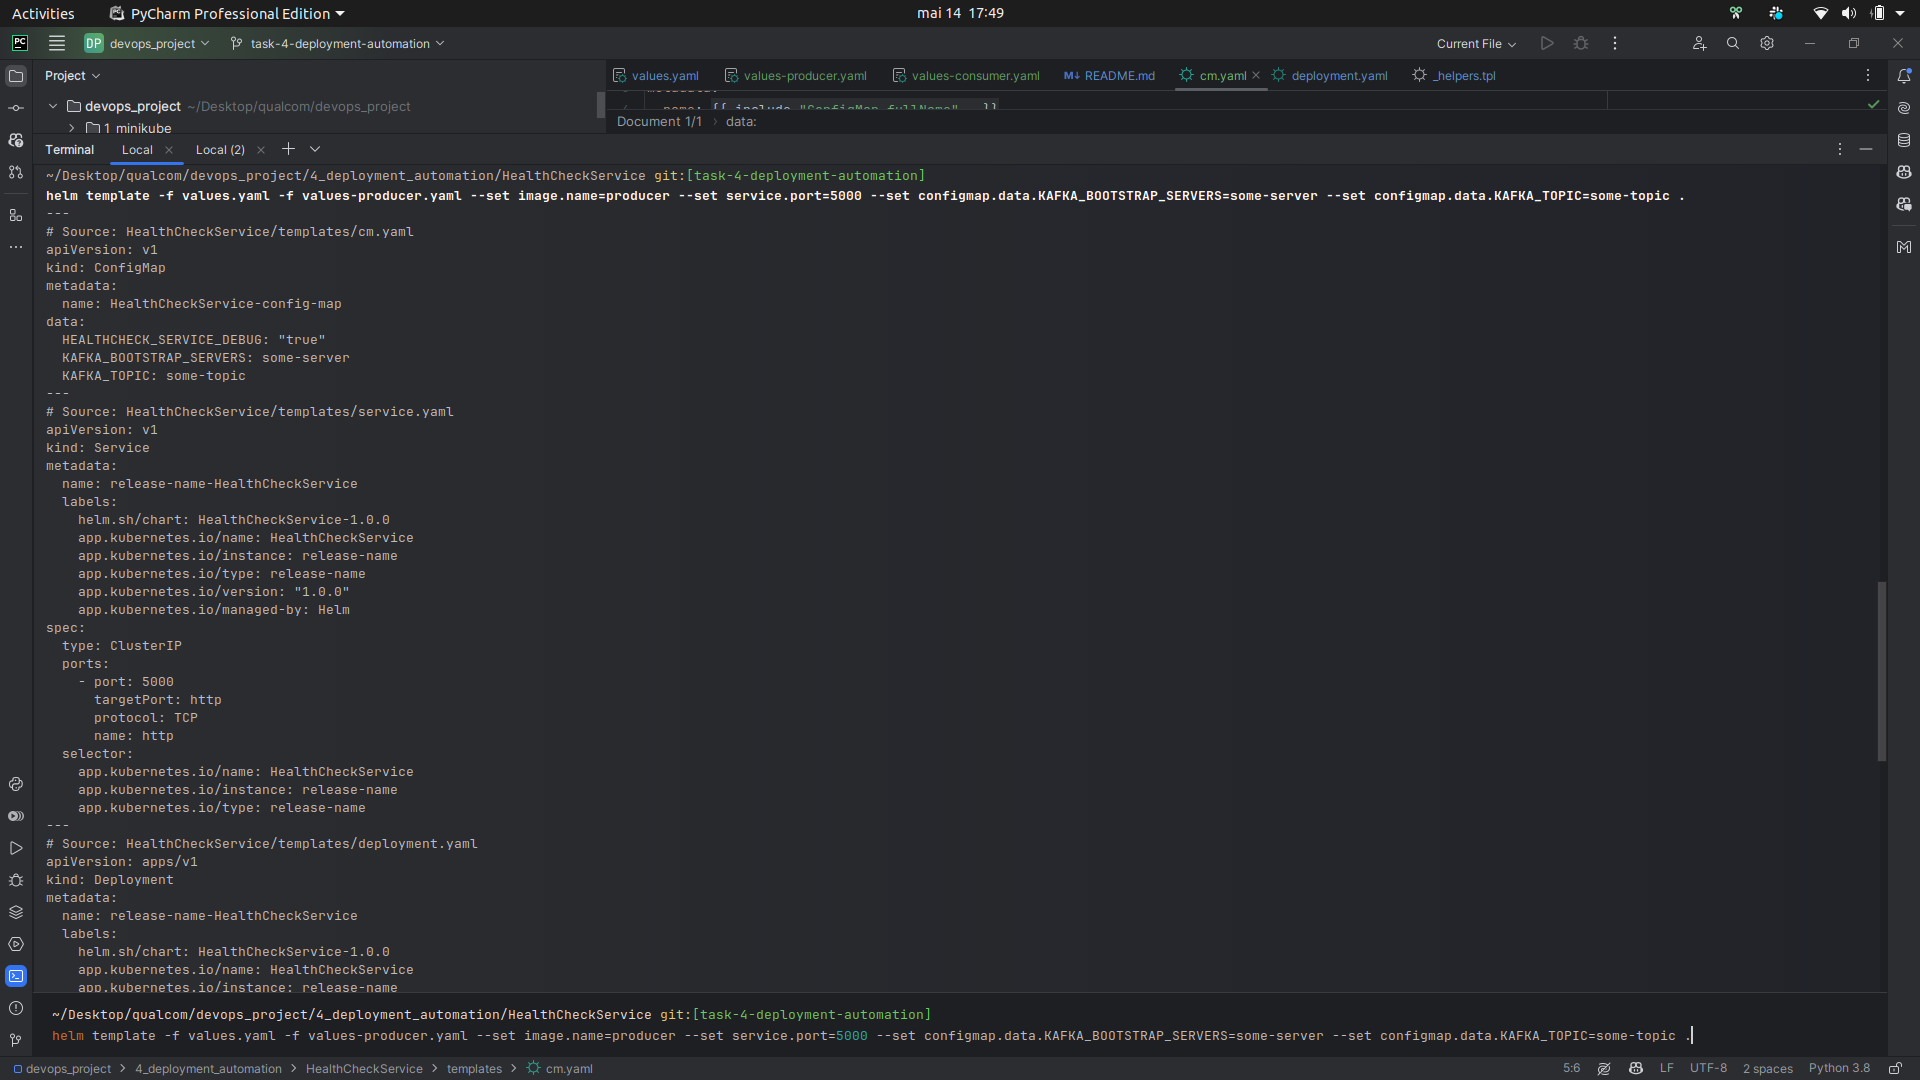 Activities PyCharm Professional Edition mai 14 17:49
PC DP devops_project task-4-deployment-automation Current File
Project values.yaml values-producer.yaml values-consumer.yaml M↓ README.md cm.yaml deployment.yaml _helpers.tpl
devops_project ~/Desktop/qualcom/devops_project
name: {{ include "ConfigMap.fullName" . }}
1_minikube
Document 1/1 data:
Terminal Local Local (2)
~/Desktop/qualcom/devops_project/4_deployment_automation/HealthCheckService git:[task-4-deployment-automation]
helm template -f values.yaml -f values-producer.yaml --set image.name=producer --set service.port=5000 --set configmap.data.KAFKA_BOOTSTRAP_SERVERS=some-server --set configmap.data.KAFKA_TOPIC=some-topic .
---
# Source: HealthCheckService/templates/cm.yaml
apiVersion: v1
kind: ConfigMap
metadata:
  name: HealthCheckService-config-map
data:
  HEALTHCHECK_SERVICE_DEBUG: "true"
  KAFKA_BOOTSTRAP_SERVERS: some-server
  KAFKA_TOPIC: some-topic
---
# Source: HealthCheckService/templates/service.yaml
apiVersion: v1
kind: Service
metadata:
  name: release-name-HealthCheckService
  labels:
    helm.sh/chart: HealthCheckService-1.0.0
    app.kubernetes.io/name: HealthCheckService
    app.kubernetes.io/instance: release-name
    app.kubernetes.io/type: release-name
    app.kubernetes.io/version: "1.0.0"
    app.kubernetes.io/managed-by: Helm
spec:
  type: ClusterIP
  ports:
    - port: 5000
      targetPort: http
      protocol: TCP
      name: http
  selector:
    app.kubernetes.io/name: HealthCheckService
    app.kubernetes.io/instance: release-name
    app.kubernetes.io/type: release-name
---
# Source: HealthCheckService/templates/deployment.yaml
apiVersion: apps/v1
kind: Deployment
metadata:
  name: release-name-HealthCheckService
  labels:
    helm.sh/chart: HealthCheckService-1.0.0
    app.kubernetes.io/name: HealthCheckService
    app.kubernetes.io/instance: release-name
~/Desktop/qualcom/devops_project/4_deployment_automation/HealthCheckService git:[task-4-deployment-automation]
helm template -f values.yaml -f values-producer.yaml --set image.name=producer --set service.port=5000 --set configmap.data.KAFKA_BOOTSTRAP_SERVERS=some-server --set configmap.data.KAFKA_TOPIC=some-topic .
devops_project 4_deployment_automation HealthCheckService templates cm.yaml 5:6 LF UTF-8 2 spaces Python 3.8